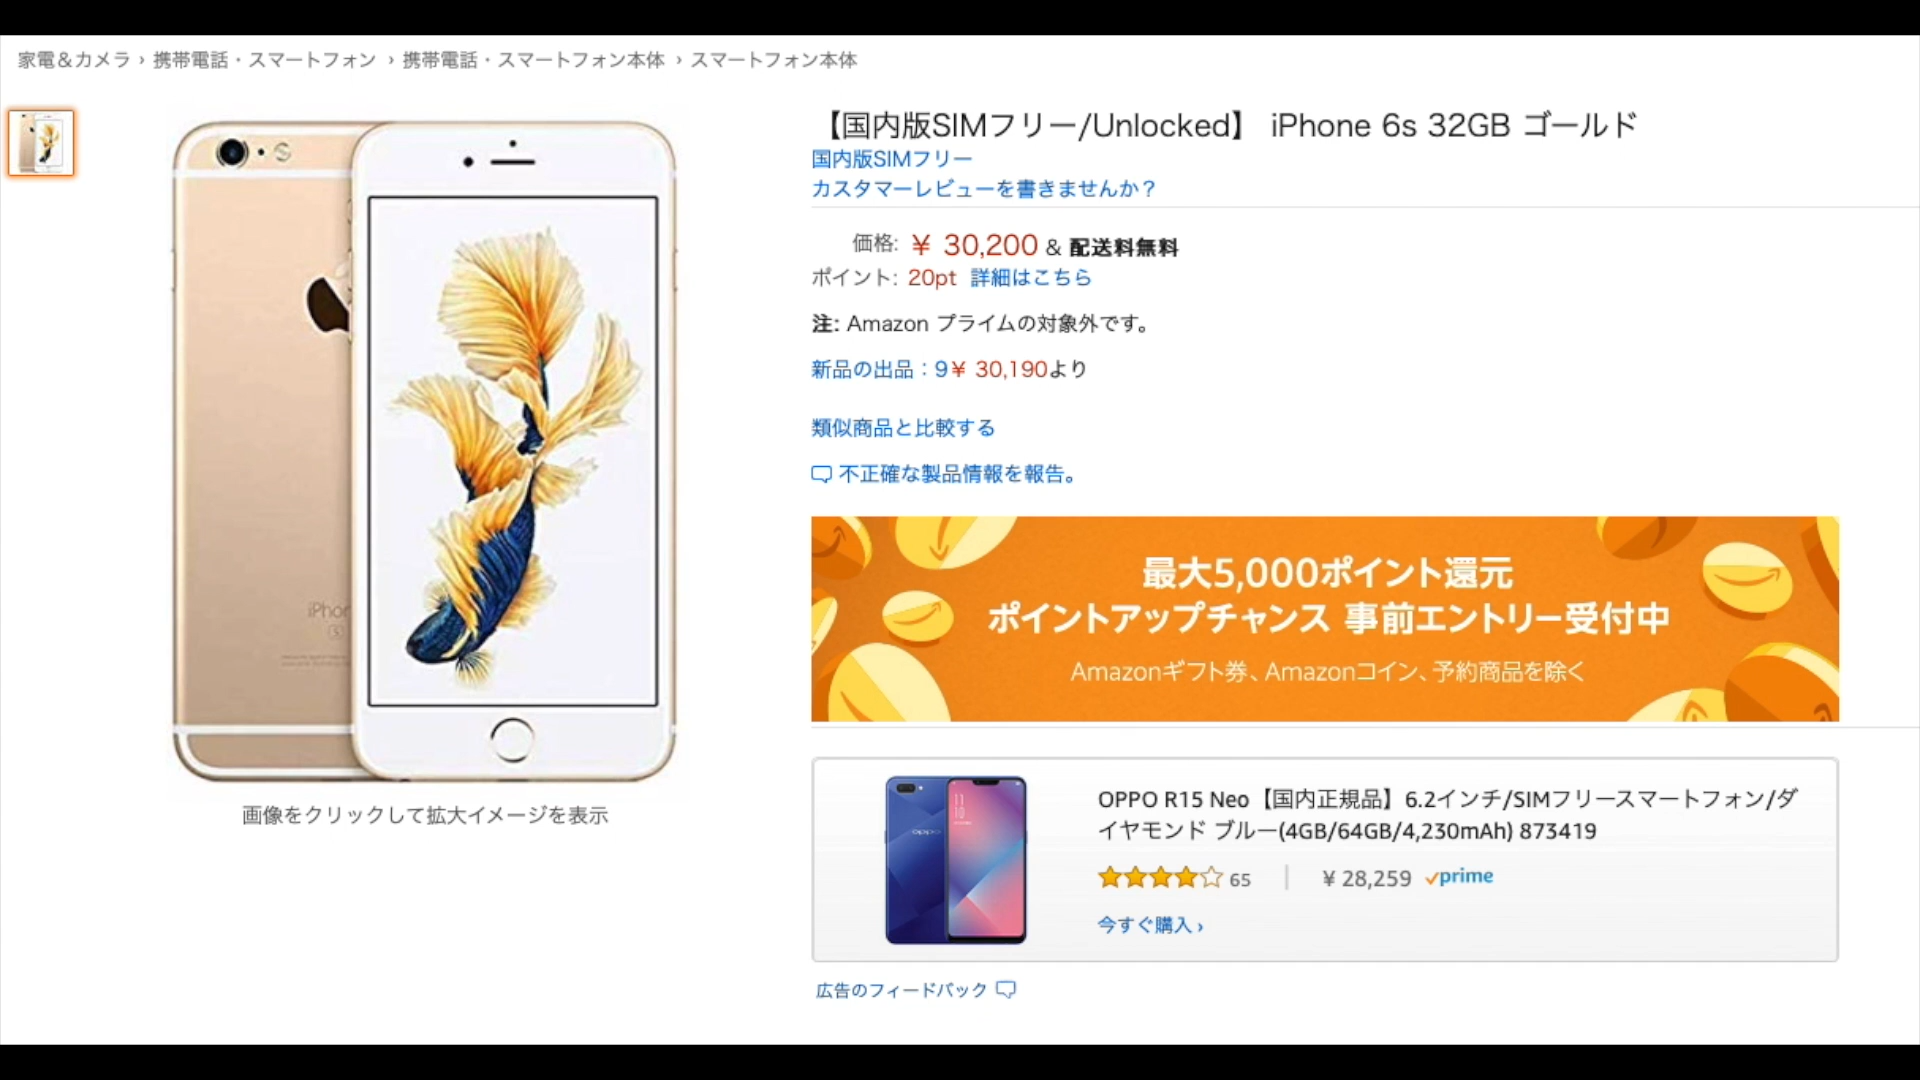 家電＆カメラ › 携帯電話・スマートフォン › 携帯電話・スマートフォン本体 › スマートフォン本体
【国内版SIMフリー/Unlocked】 iPhone 6s 32GB ゴールド
国内版SIMフリー
カスタマーレビューを書きませんか？
価格: ￥ 30,200 & 配送料無料
ポイント: 20pt 詳細はこちら
注: Amazon プライムの対象外です。
新品の出品：9￥ 30,190より
類似商品と比較する
不正確な製品情報を報告。
iPhon
S
画像をクリックして拡大イメージを表示
最大5,000ポイント還元
ポイントアップチャンス 事前エントリー受付中
Amazonギフト券、Amazonコイン、予約商品を除く
oppo
11
10
OPPO R15 Neo【国内正規品】6.2インチ/SIMフリースマートフォン/ダ
イヤモンド ブルー(4GB/64GB/4,230mAh) 873419
65 ￥ 28,259 prime
今すぐ購入 ›
広告のフィードバック